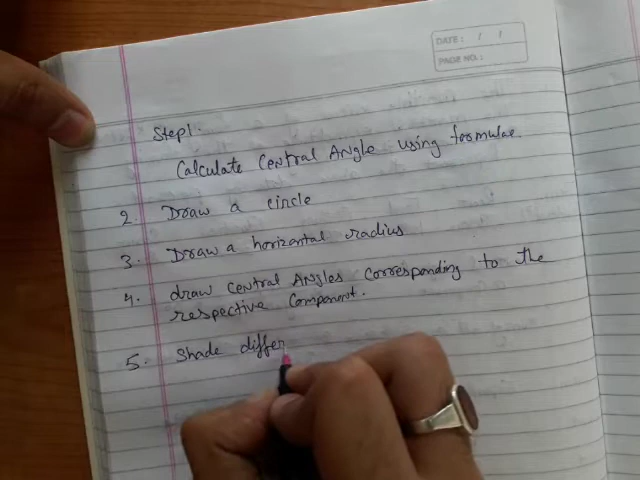 DATE: / /
PAGE NO.:
Step1.
Calculate Central Angle using formulae.
2. Draw a circle
3. Draw a horizontal radius
4. draw central Angles Corresponding to the
respective Component.
5. Shade differ